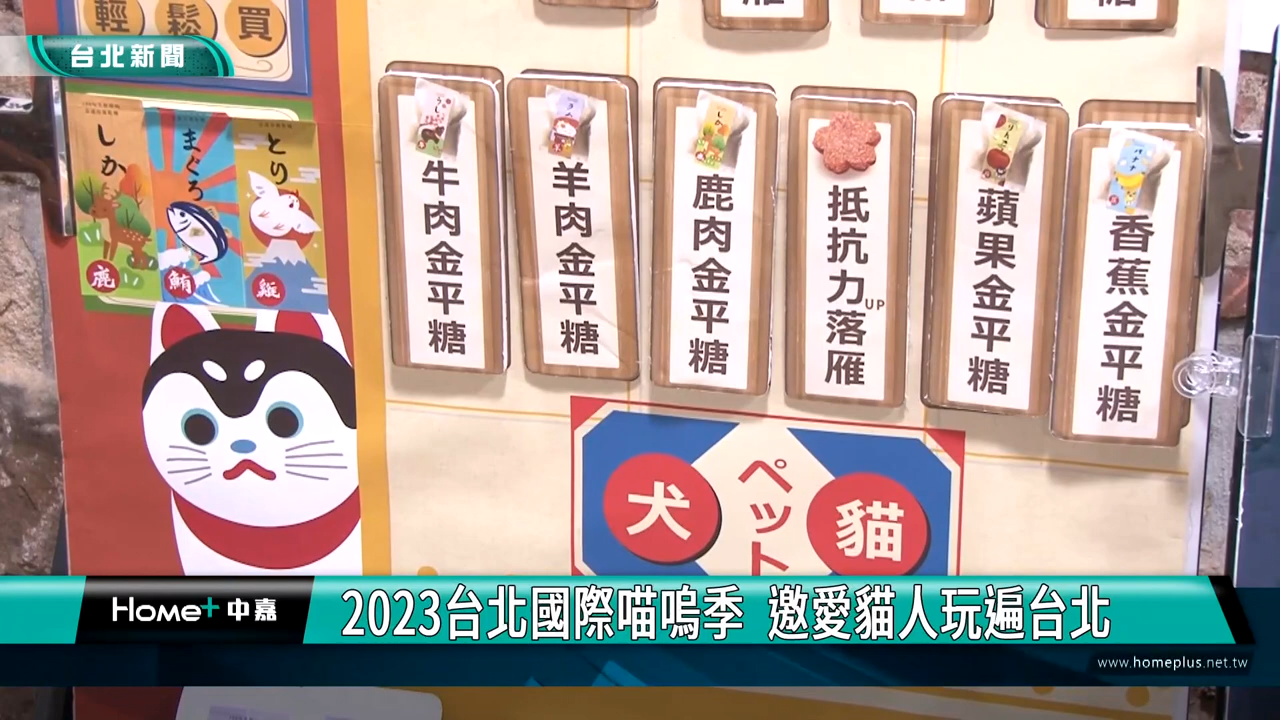 輕鬆買
台北新聞
しか
鹿
まぐろ
鮪
とり
雞
牛肉金平糖
羊肉金平糖
鹿肉金平糖
抵抗力落雁
UP
蘋果金平糖
香蕉金平糖
雁
糖
犬
ペット
貓
Home+ 中嘉
2023台北國際喵嗚季 邀愛貓人玩遍台北
www.homeplus.net.tw